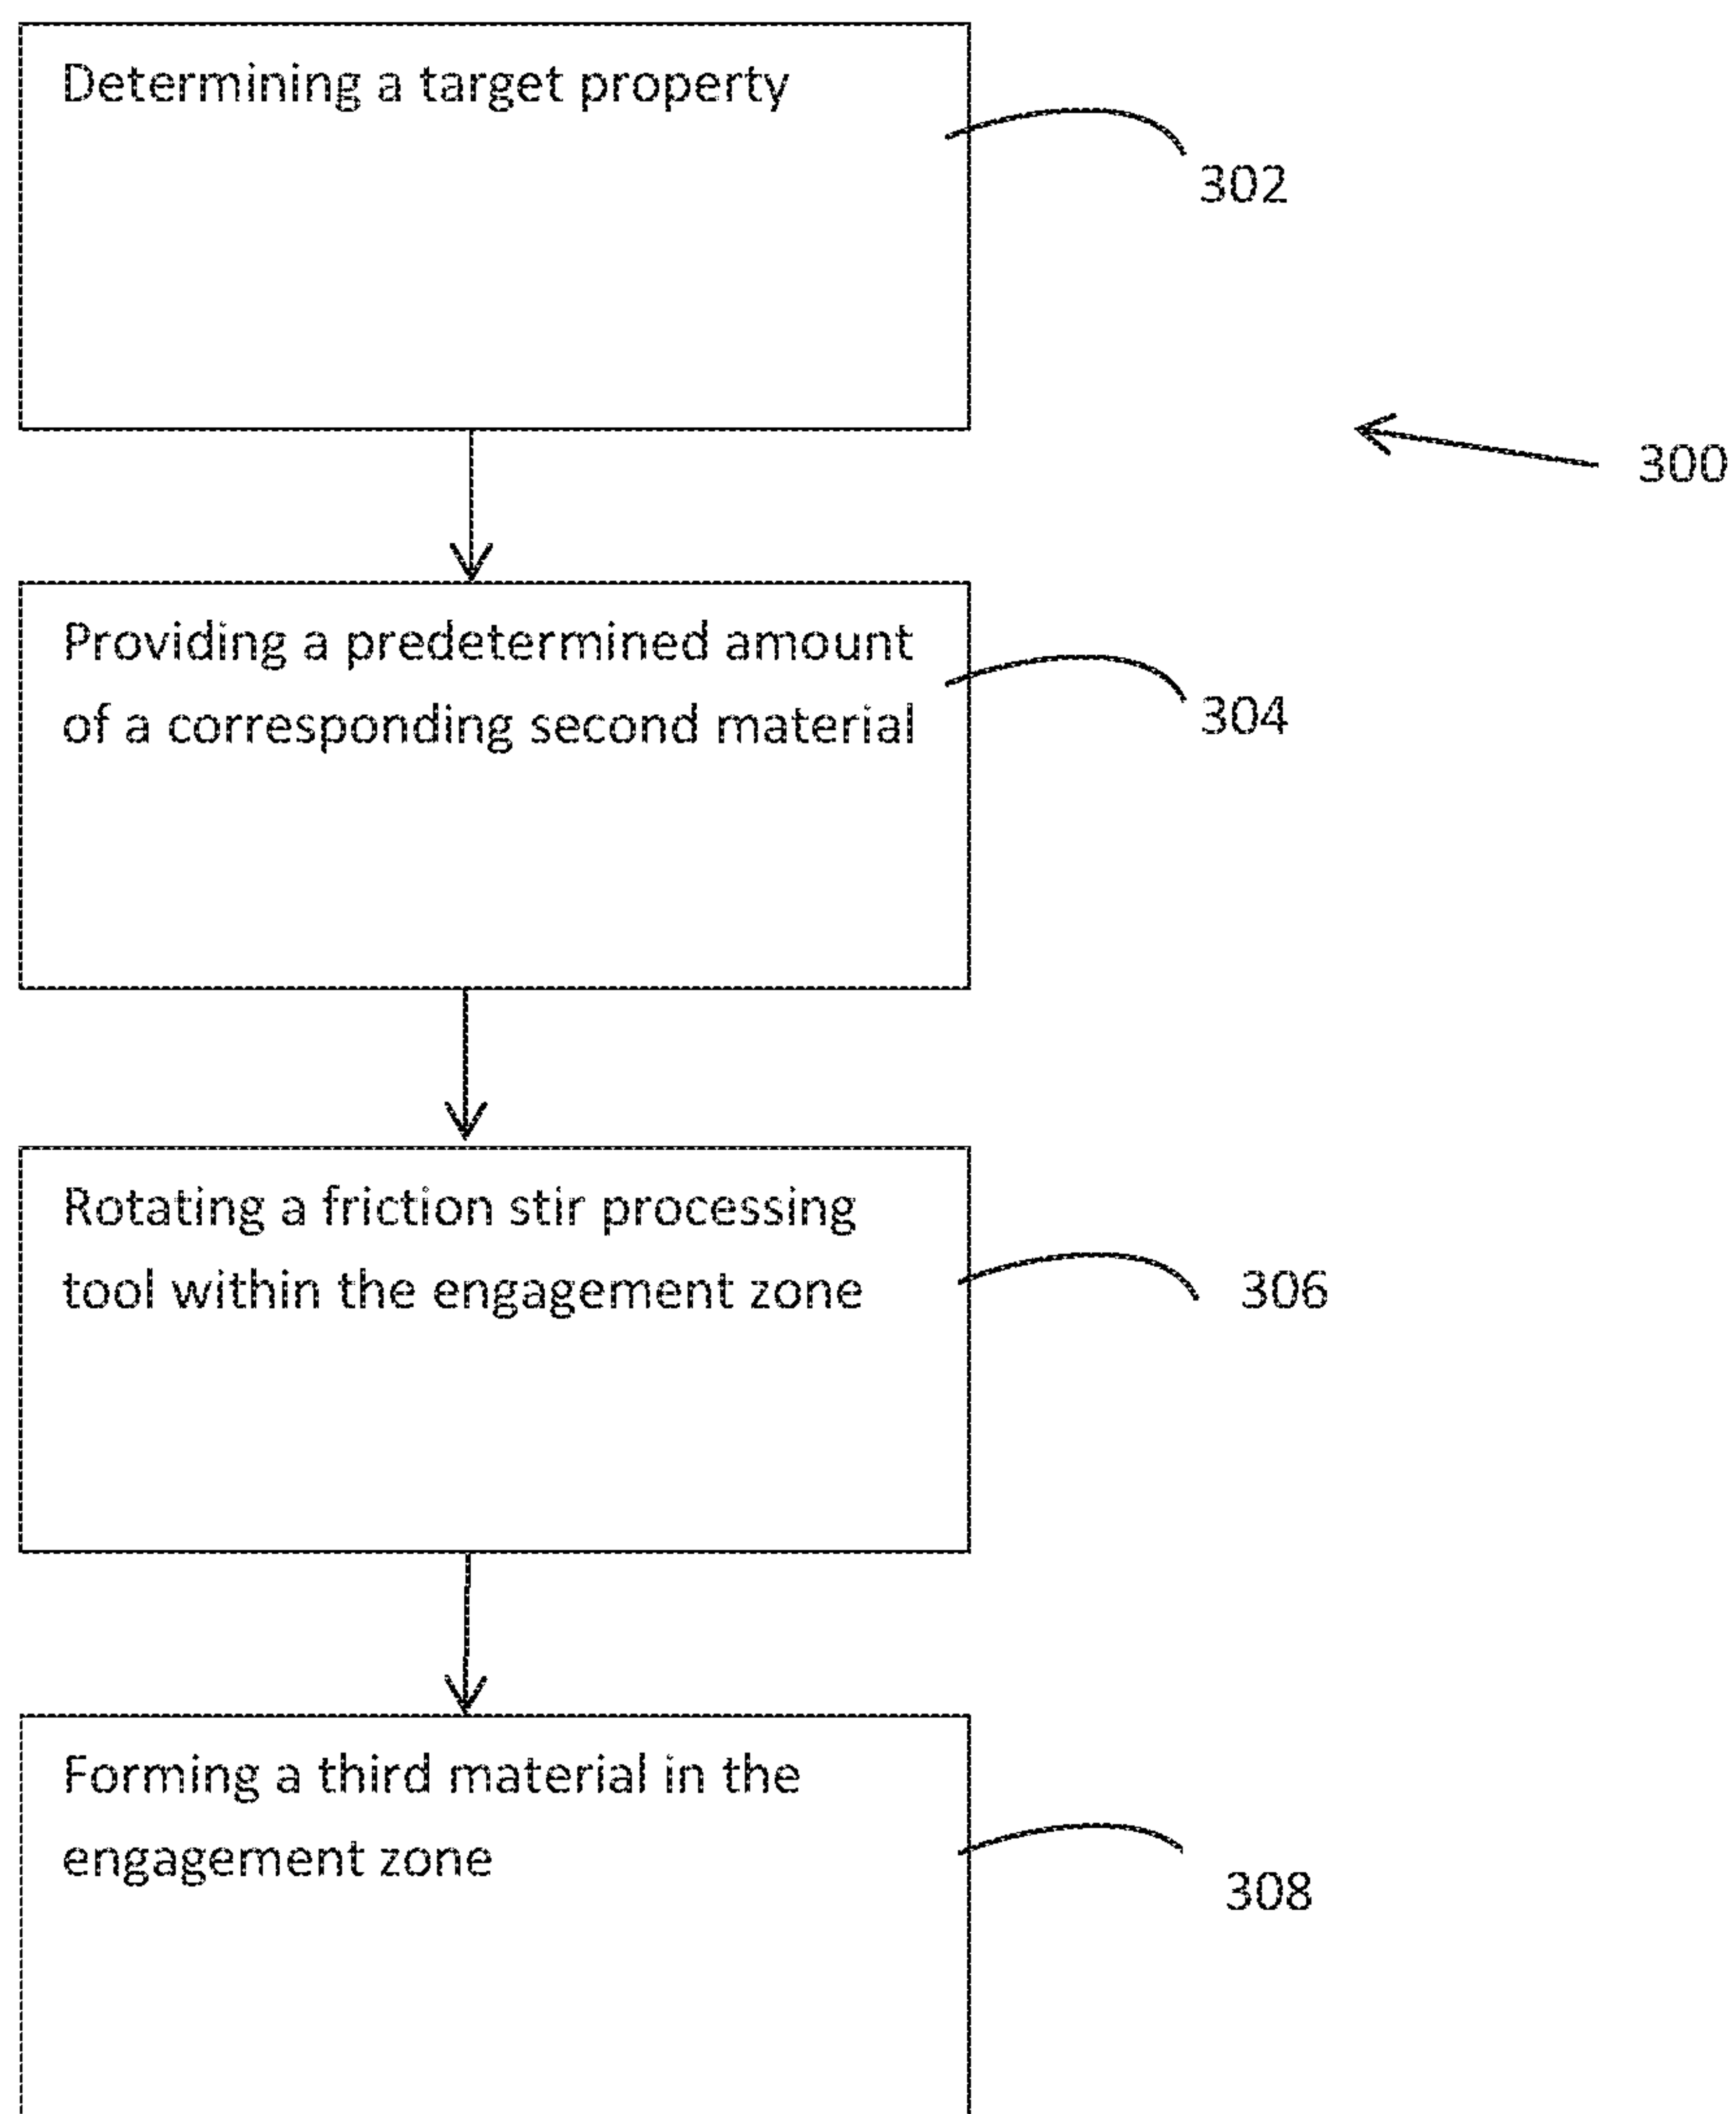 Determining a target property
302
300
Providing a predetermined amount
of a corresponding second material
304
Rotating a friction stir processing
tool within the engagement zone
306
Forming a third material in the
engagement zone
308